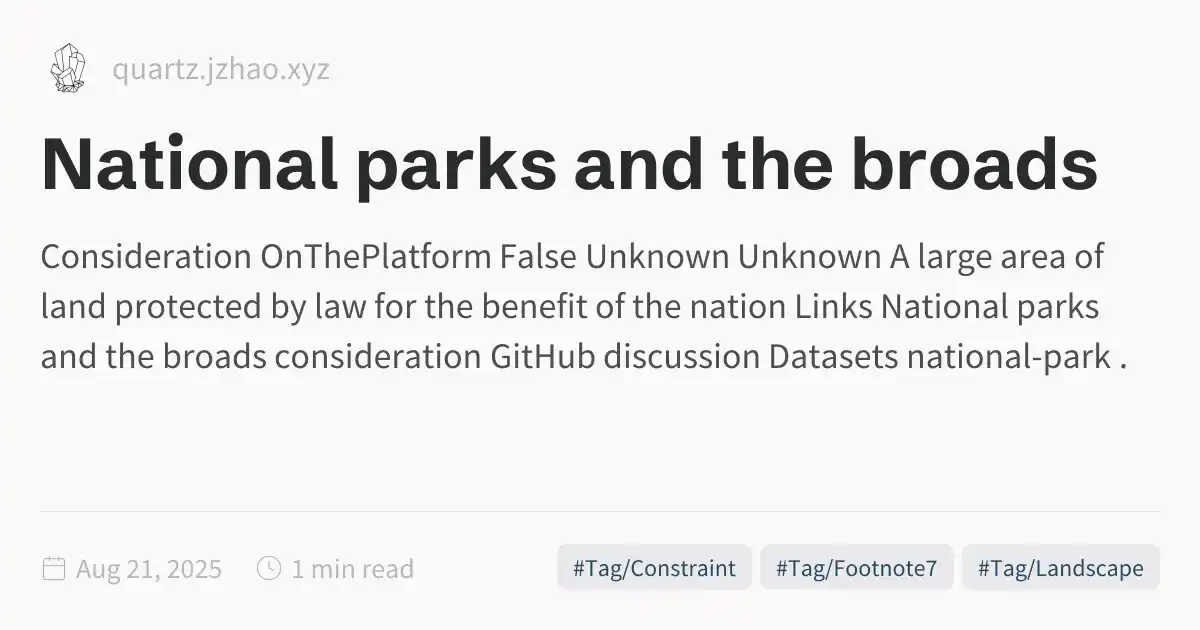 quartz.jzhao.xyz
National parks and the broads
Consideration OnThePlatform False Unknown Unknown A large area of
land protected by law for the benefit of the nation Links National parks
and the broads consideration GitHub discussion Datasets national-park .
Aug 21, 2025 1 min read #Tag/Constraint #Tag/Footnote7 #Tag/Landscape